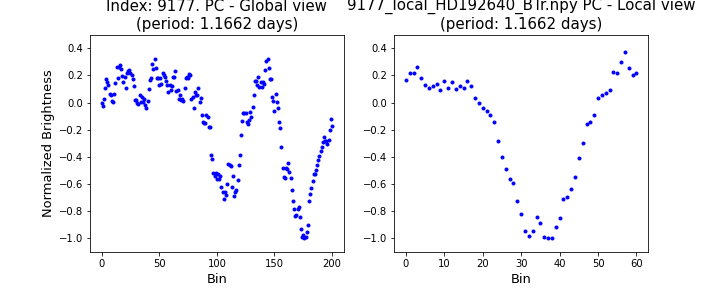 Index: 9177. PC - Global view
(period: 1.1662 days)
9177_local_HD192640_BTr.npy PC - Local view
(period: 1.1662 days)
Normalized Brightness
0.4
0.2
0.0
−0.2
−0.4
−0.6
−0.8
−1.0
0 50 100 150 200
Bin
0.4
0.2
0.0
−0.2
−0.4
−0.6
−0.8
−1.0
0 10 20 30 40 50 60
Bin